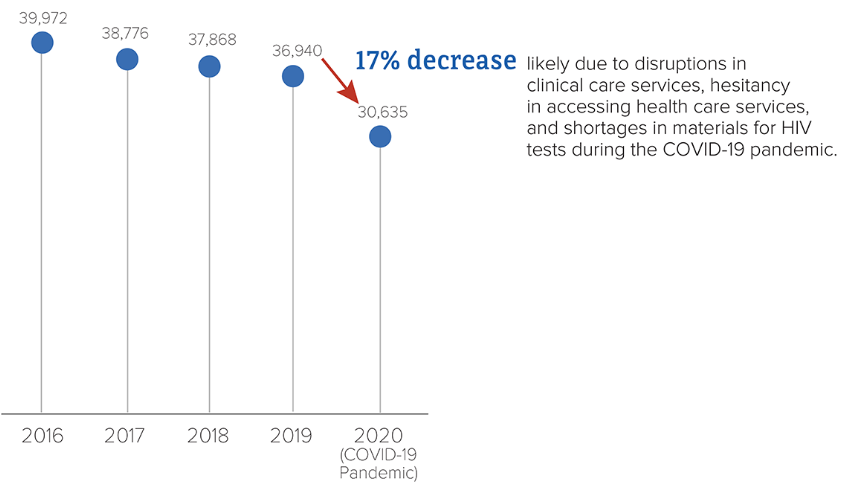 39,972
38,776
37,868
36,940
17% decrease
likely due to disruptions in
clinical care services, hesitancy
in accessing health care services,
and shortages in materials for HIV
tests during the COVID-19 pandemic.
30,635
2016
2017
2018
2019
2020
(COVID-19
Pandemic)